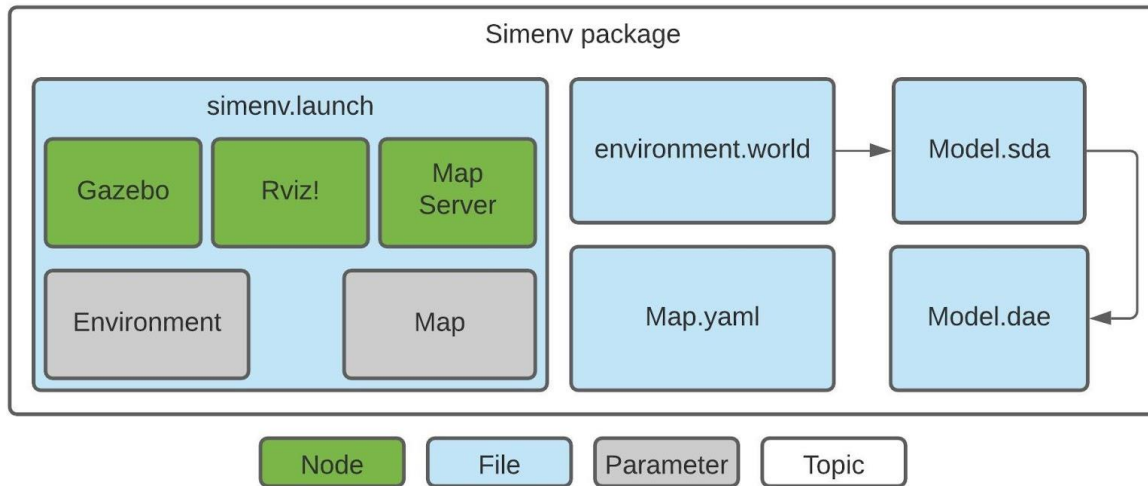 Simenv package
simenv.launch
Gazebo
Rviz!
Map
Server
Environment
Map
environment.world
Model.sda
Map.yaml
Model.dae
Node
File
Parameter
Topic